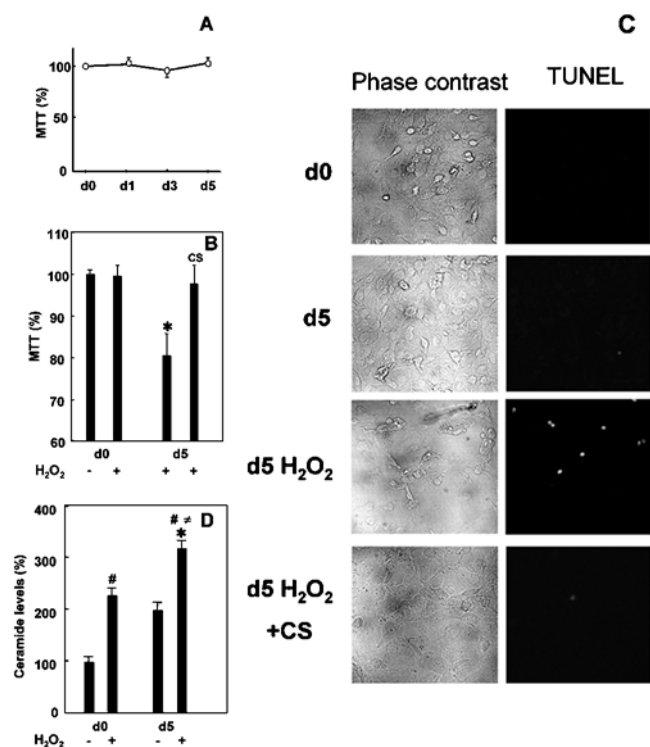 A
MTT (%)
100
50
0
d0 d1 d3 d5
B
MTT (%)
110
100
90
80
70
60
*
CS
d0 d5
H₂O₂ - + + +
D
Ceramide levels (%)
400
300
200
100
0
#
# ≠
*
d0 d5
H₂O₂ - + - +
C
Phase contrast TUNEL
d0
d5
d5 H₂O₂
d5 H₂O₂
+CS